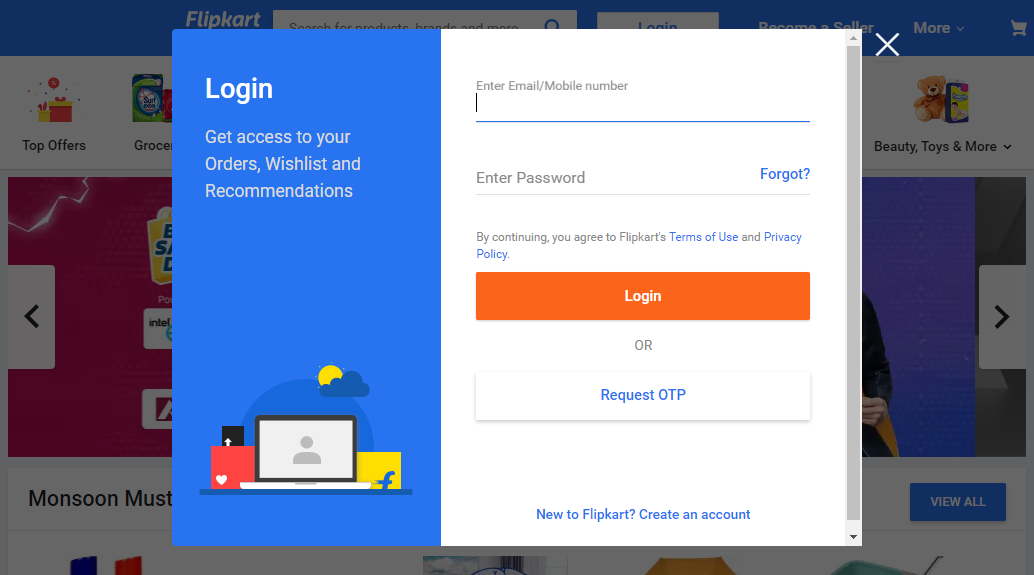 Flipkart
Search for products, brands and more
Login
Become a Seller
More
Login
Get access to your
Orders, Wishlist and
Recommendations
Enter Email/Mobile number
Enter Password
Forgot?
By continuing, you agree to Flipkart's Terms of Use and Privacy
Policy.
Login
OR
Request OTP
New to Flipkart? Create an account
Top Offers
Beauty, Toys & More
Surf
intel
Monsoon Must
VIEW ALL